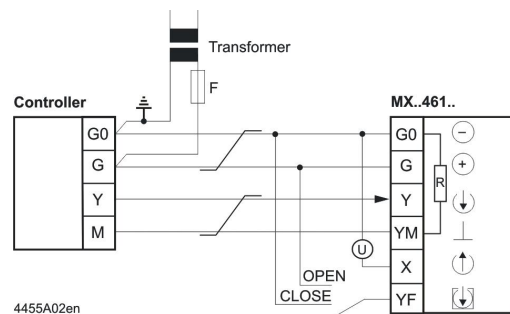 Transformer
F
Controller
MX..461..
G0
G
Y
M
G0
G
Y
YM
X
YF
R
U
OPEN
CLOSE
4455A02en